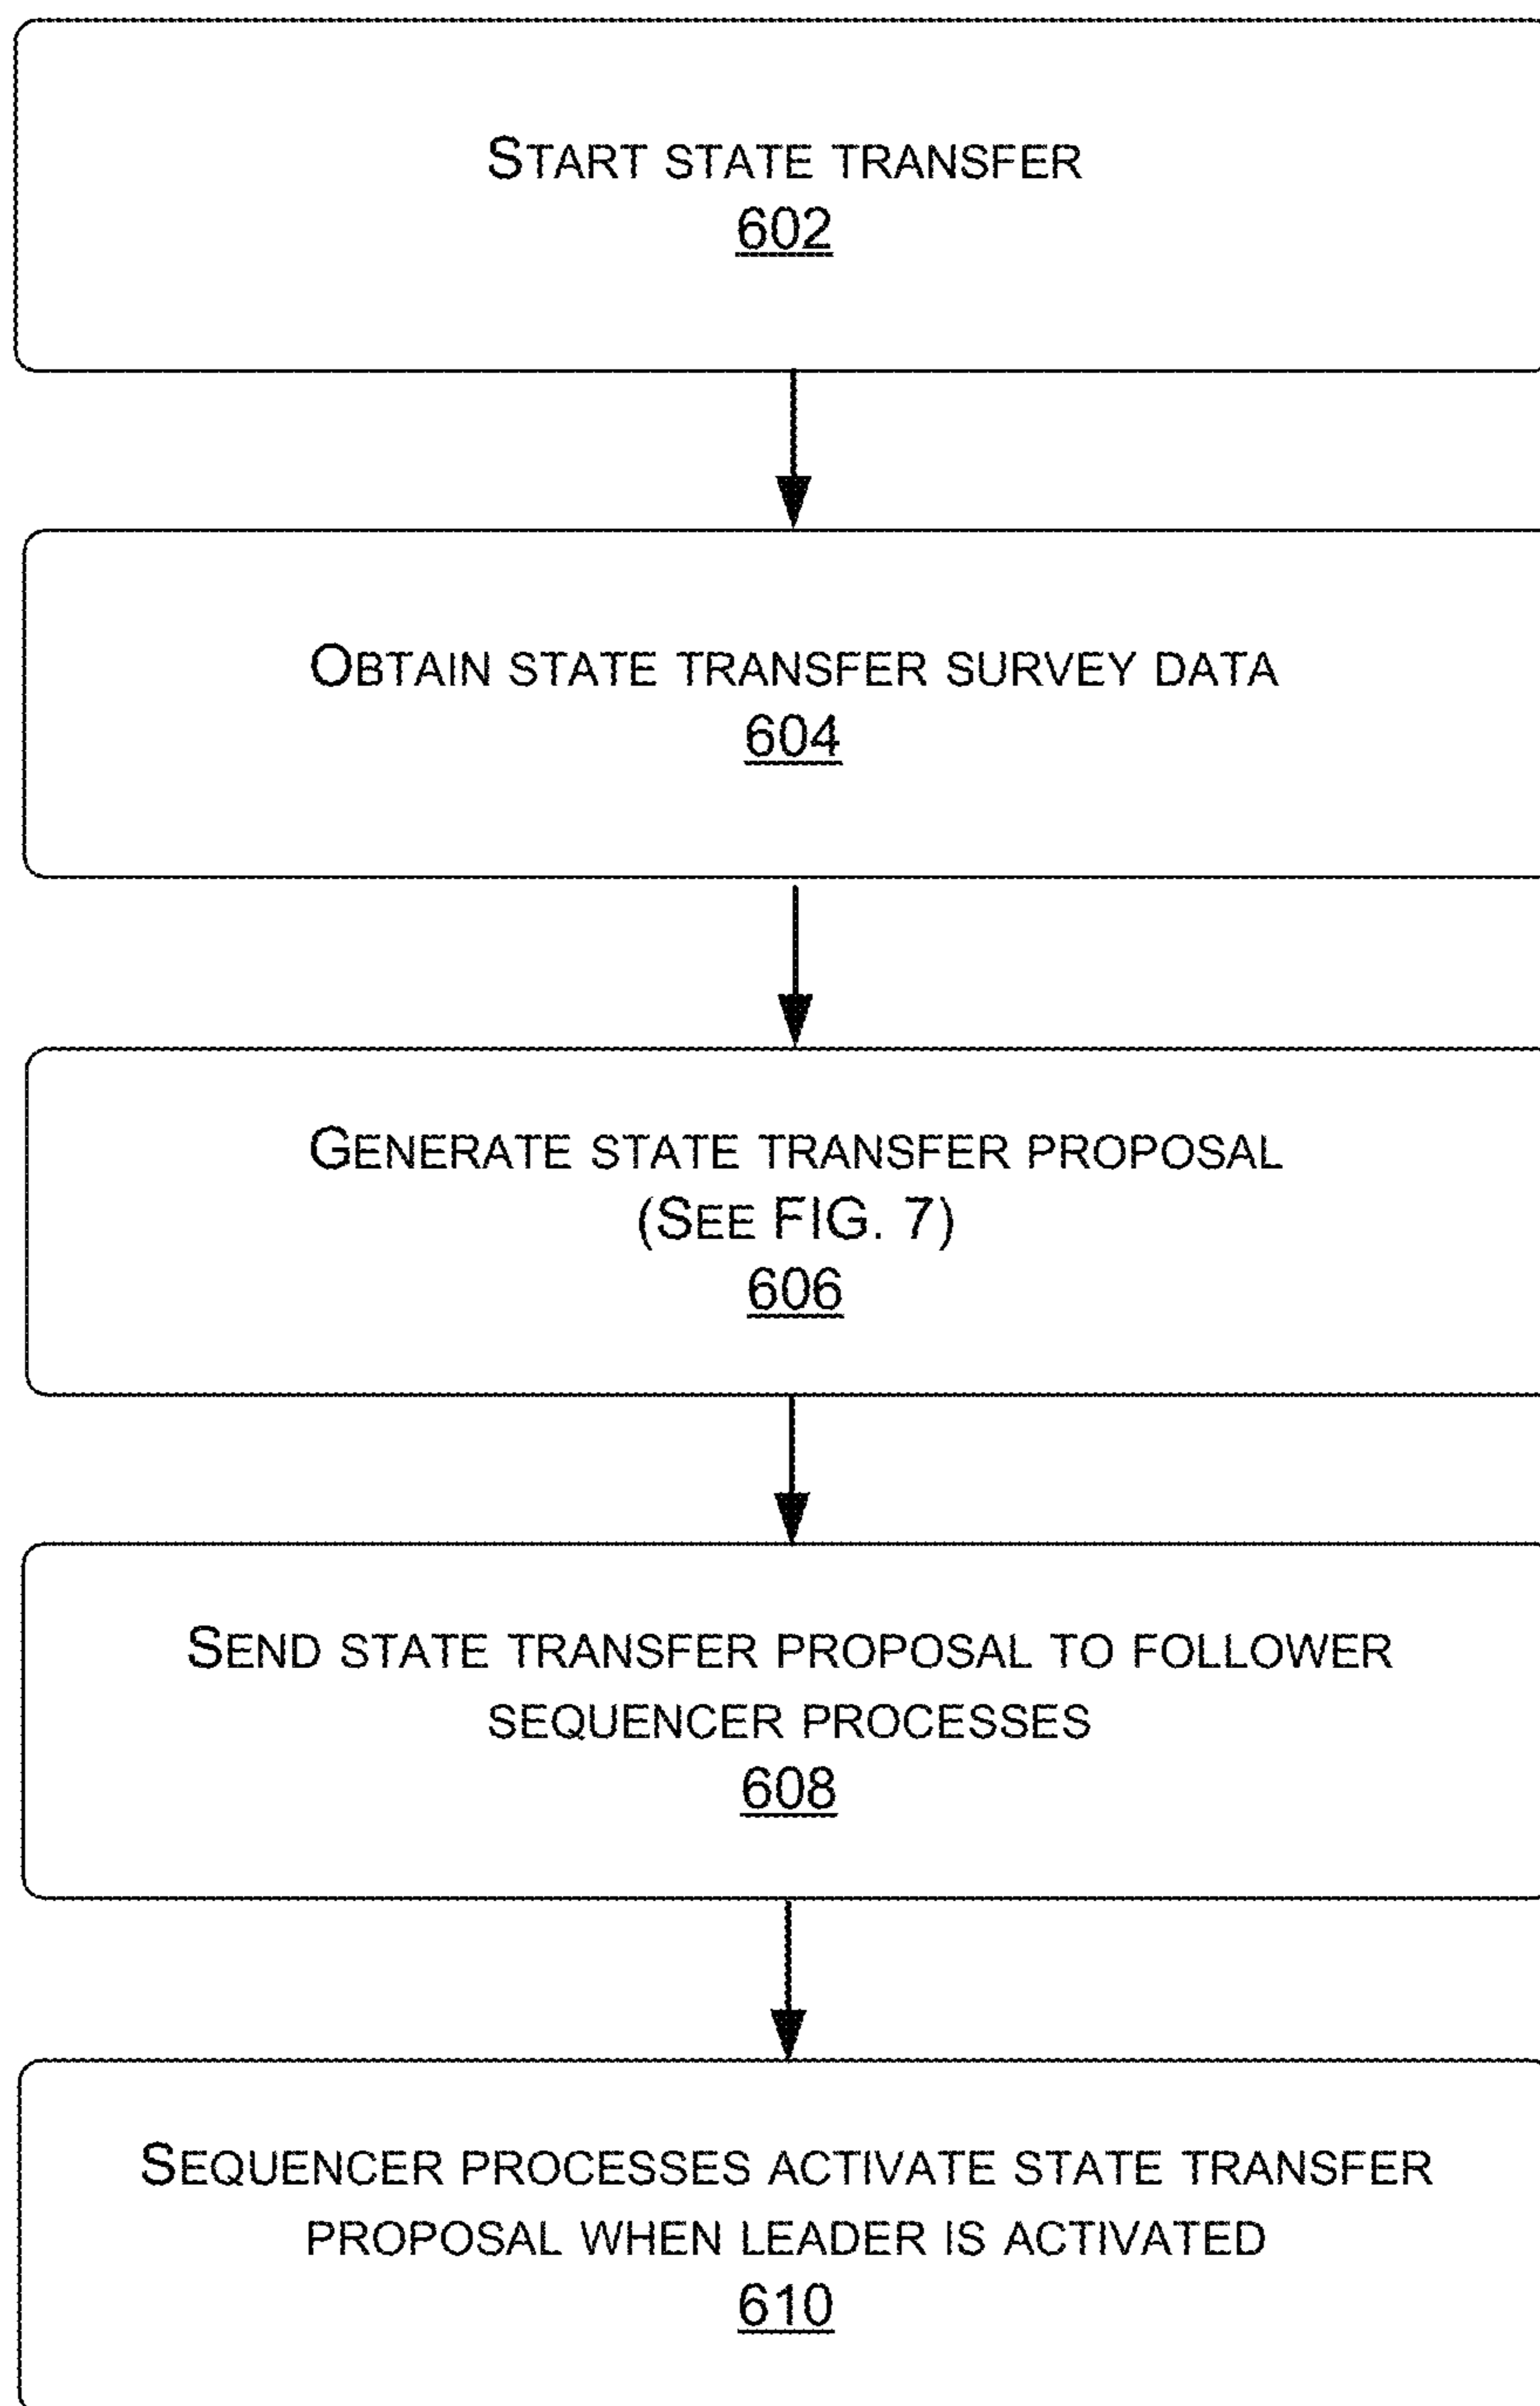 START STATE TRANSFER
602
OBTAIN STATE TRANSFER SURVEY DATA
604
GENERATE STATE TRANSFER PROPOSAL
(SEE FIG. 7)
606
SEND STATE TRANSFER PROPOSAL TO FOLLOWER
SEQUENCER PROCESSES
608
SEQUENCER PROCESSES ACTIVATE STATE TRANSFER
PROPOSAL WHEN LEADER IS ACTIVATED
610